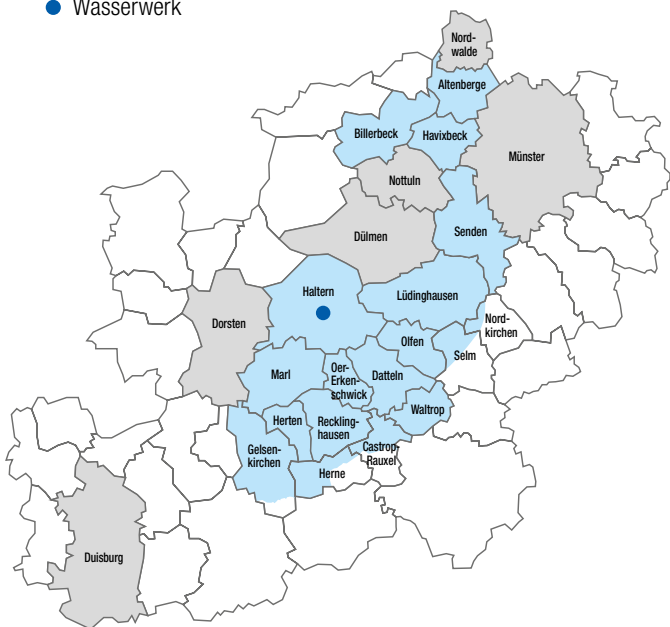 Wasserwerk
Nord-
walde
Altenberge
Billerbeck
Havixbeck
Münster
Nottuln
Senden
Dülmen
Haltern
Lüdinghausen
Dorsten
Nord-
kirchen
Olfen
Selm
Marl
Oer-
Erken-
schwick
Datteln
Waltrop
Herten
Reckling-
hausen
Gelsen-
kirchen
Castrop-
Rauxel
Herne
Duisburg